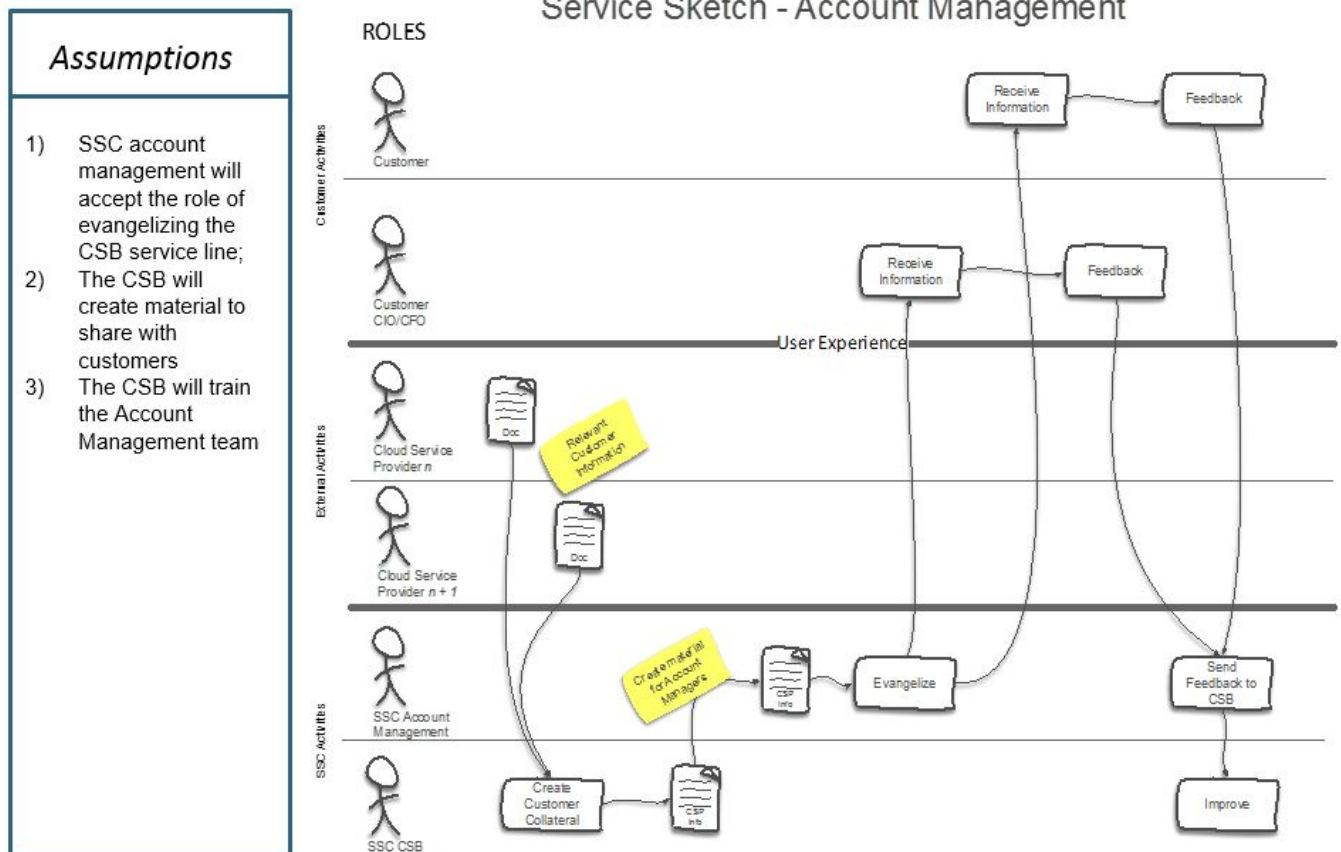 Service Sketch - Account Management
Assumptions
1) SSC account
management will
accept the role of
evangelizing the
CSB service line;
2) The CSB will
create material to
share with
customers
3) The CSB will train
the Account
Management team
ROLES
Customer Activities
Customer
Receive
Information
Feedback
Customer
CIO/CFO
Receive
Information
Feedback
User Experience
External Activities
Cloud Service
Provider n
Doc
Relevant
Customer
Information
Cloud Service
Provider n + 1
Doc
SSC Activities
SSC Account
Management
Create material
for Account
Managers
CSP
Info
Evangelize
Send
Feedback to
CSB
SSC CSB
Create
Customer
Collateral
CSP
Info
Improve